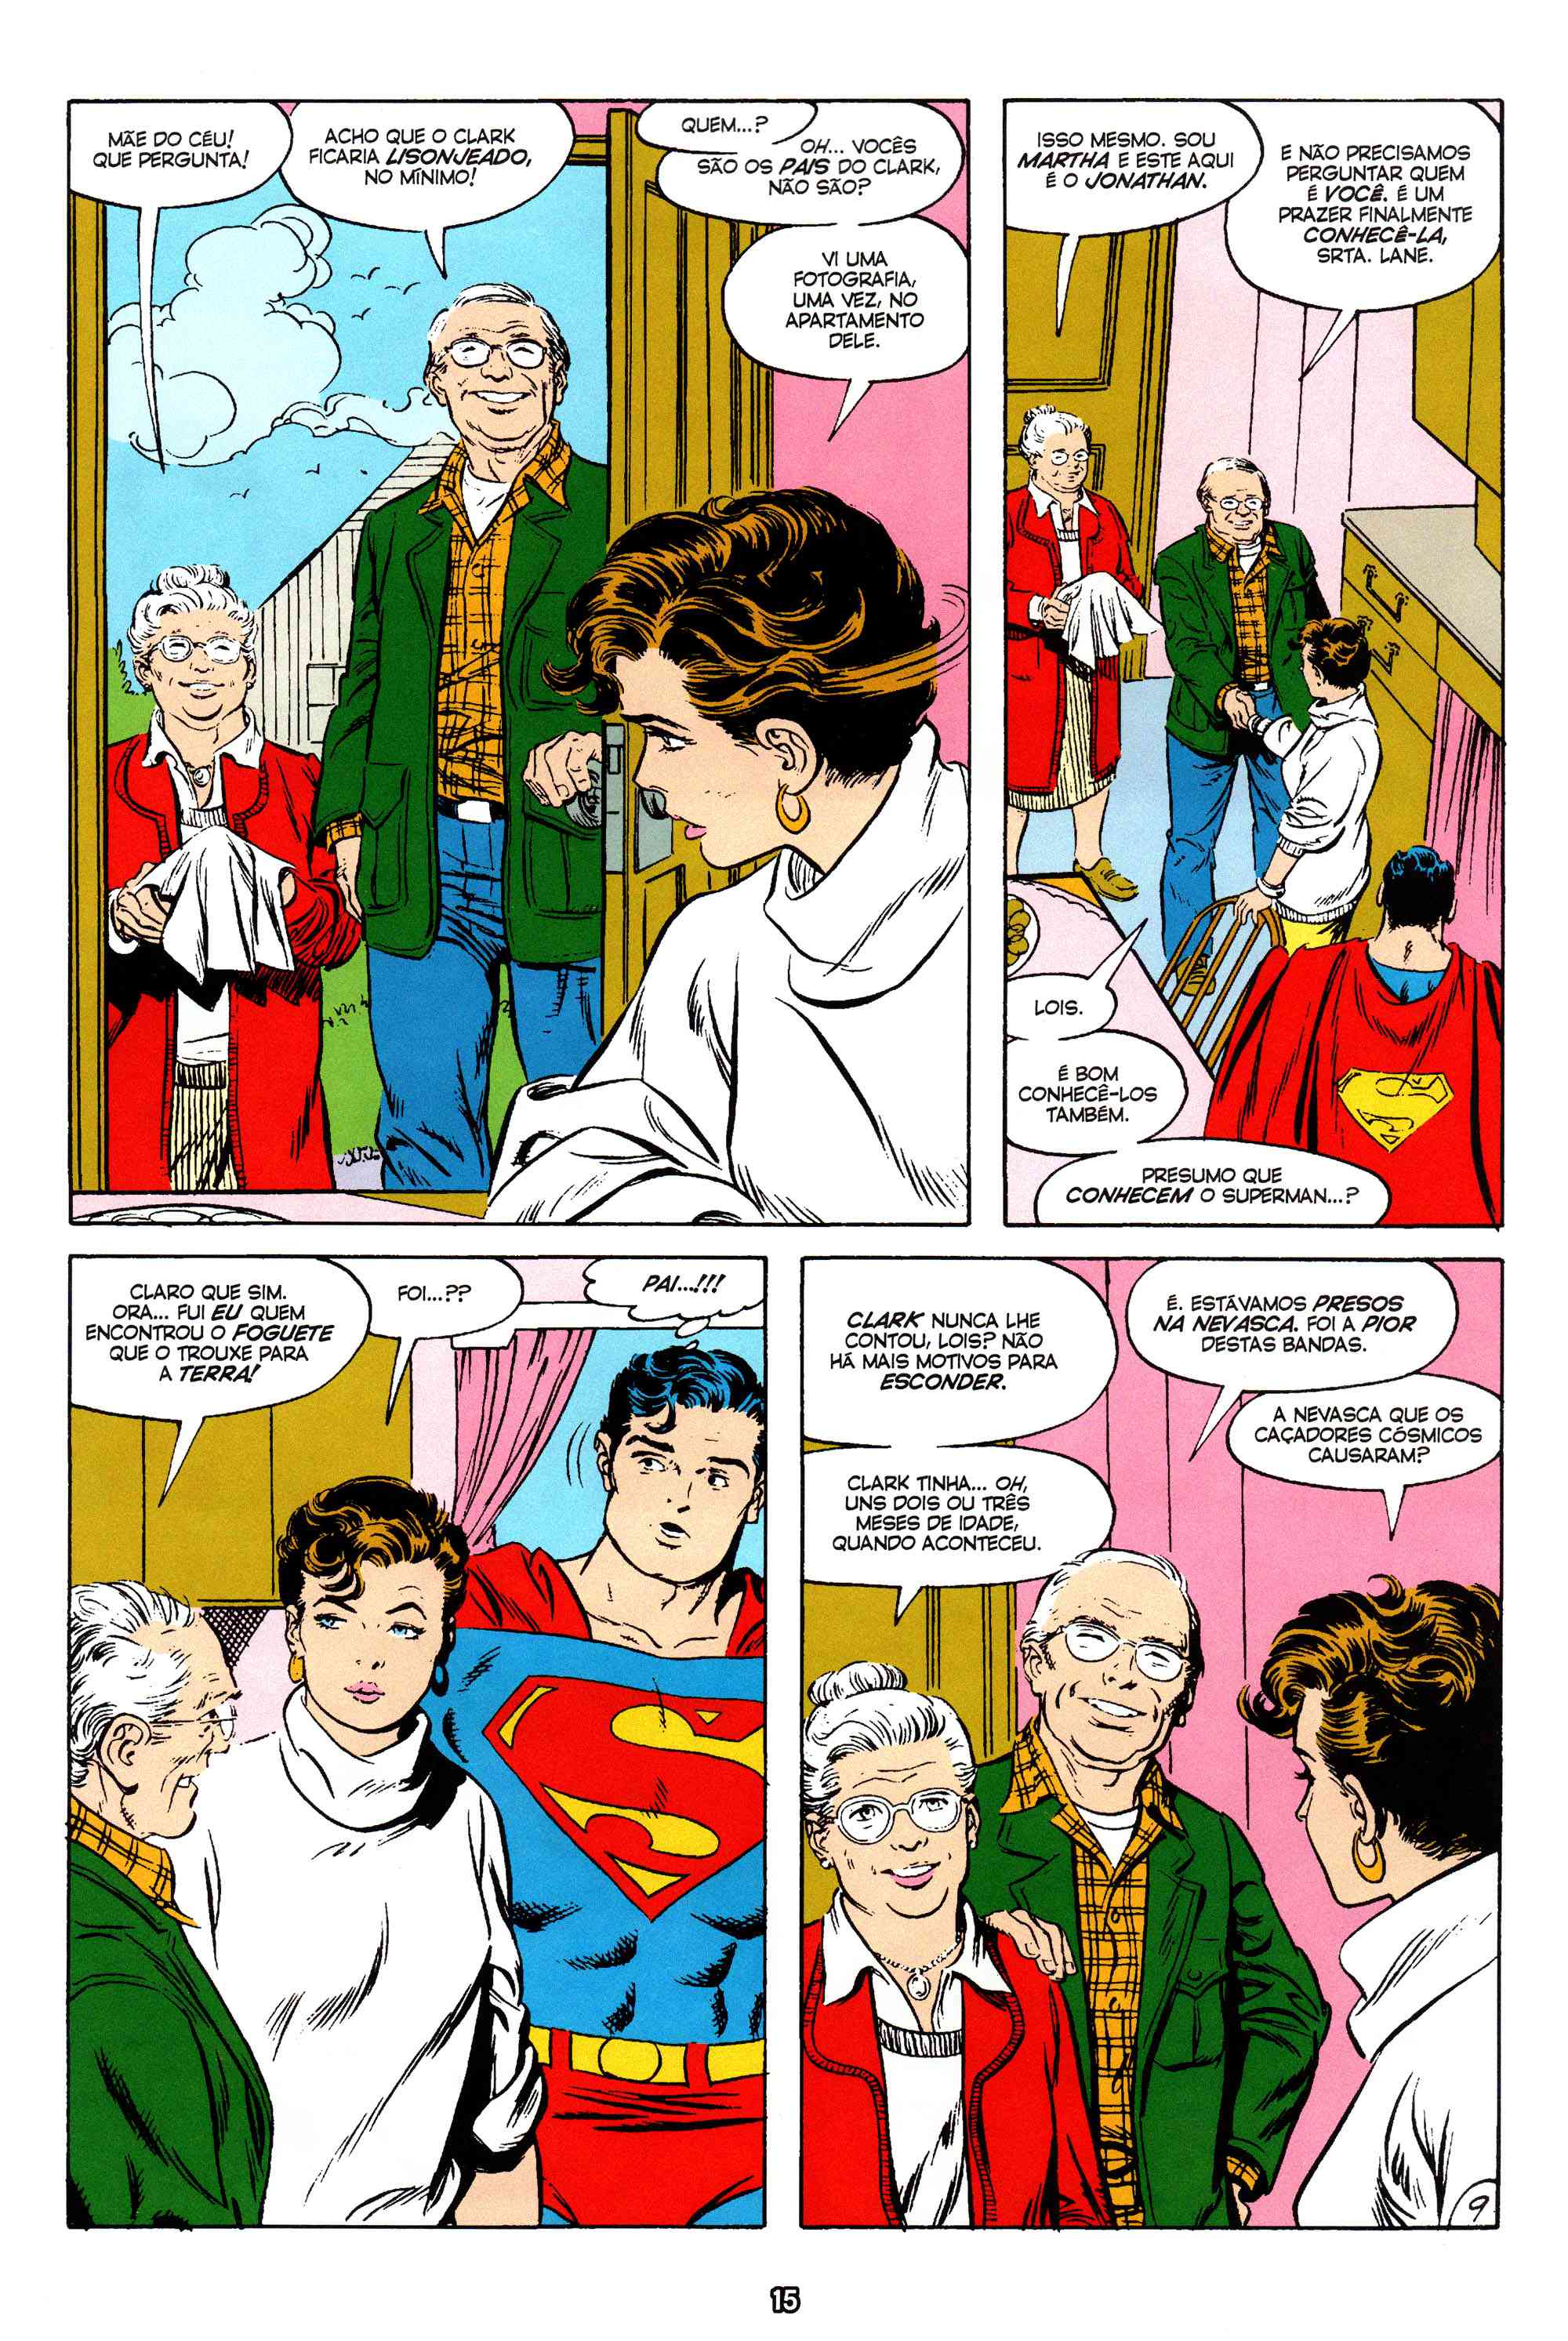 MÃE DO CÉU!
QUE PERGUNTA!
ACHO QUE O CLARK
FICARIA LISONJEADO,
NO MÍNIMO!
QUEM...?
OH... VOCÊS
SÃO OS PAIS DO CLARK,
NÃO SÃO?
VI UMA
FOTOGRAFIA,
UMA VEZ, NO
APARTAMENTO
DELE.
ISSO MESMO. SOU
MARTHA E ESTE AQUI
É O JONATHAN.
E NÃO PRECISAMOS
PERGUNTAR QUEM
É VOCÊ. É UM
PRAZER FINALMENTE
CONHECÊ-LA,
SRTA. LANE.
LOIS.
É BOM
CONHECÊ-LOS
TAMBÉM.
PRESUMO QUE
CONHECEM O SUPERMAN...?
CLARO QUE SIM.
ORA... FUI EU QUEM
ENCONTROU O FOGUETE
QUE O TROUXE PARA
A TERRA!
FOI...??
PAI...!!!
CLARK NUNCA LHE
CONTOU, LOIS? NÃO
HÁ MAIS MOTIVOS PARA
ESCONDER.
CLARK TINHA... OH,
UNS DOIS OU TRÊS
MESES DE IDADE,
QUANDO ACONTECEU.
É. ESTÁVAMOS PRESOS
NA NEVASCA. FOI A PIOR
DESTAS BANDAS.
A NEVASCA QUE OS
CAÇADORES CÓSMICOS
CAUSARAM?
9
15